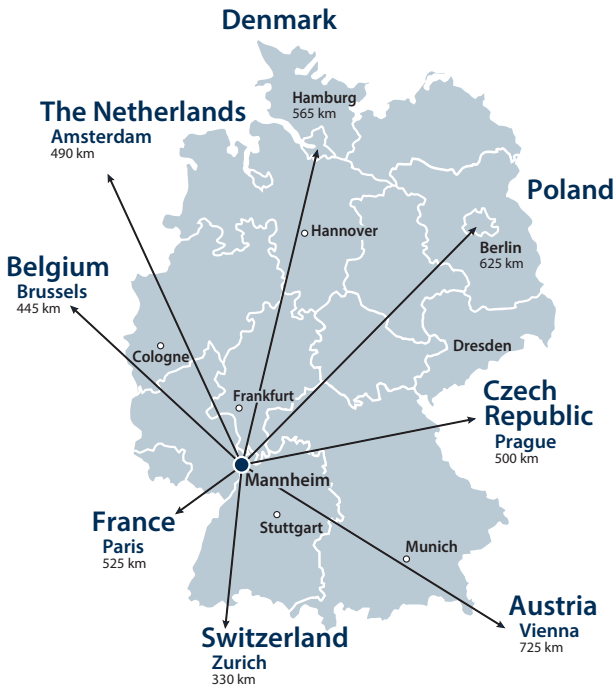 Denmark
Hamburg
565 km
The Netherlands
Amsterdam
490 km
Poland
Hannover
Berlin
625 km
Belgium
Brussels
445 km
Cologne
Dresden
Frankfurt
Czech
Republic
Prague
500 km
Mannheim
France
Paris
525 km
Stuttgart
Munich
Austria
Vienna
725 km
Switzerland
Zurich
330 km